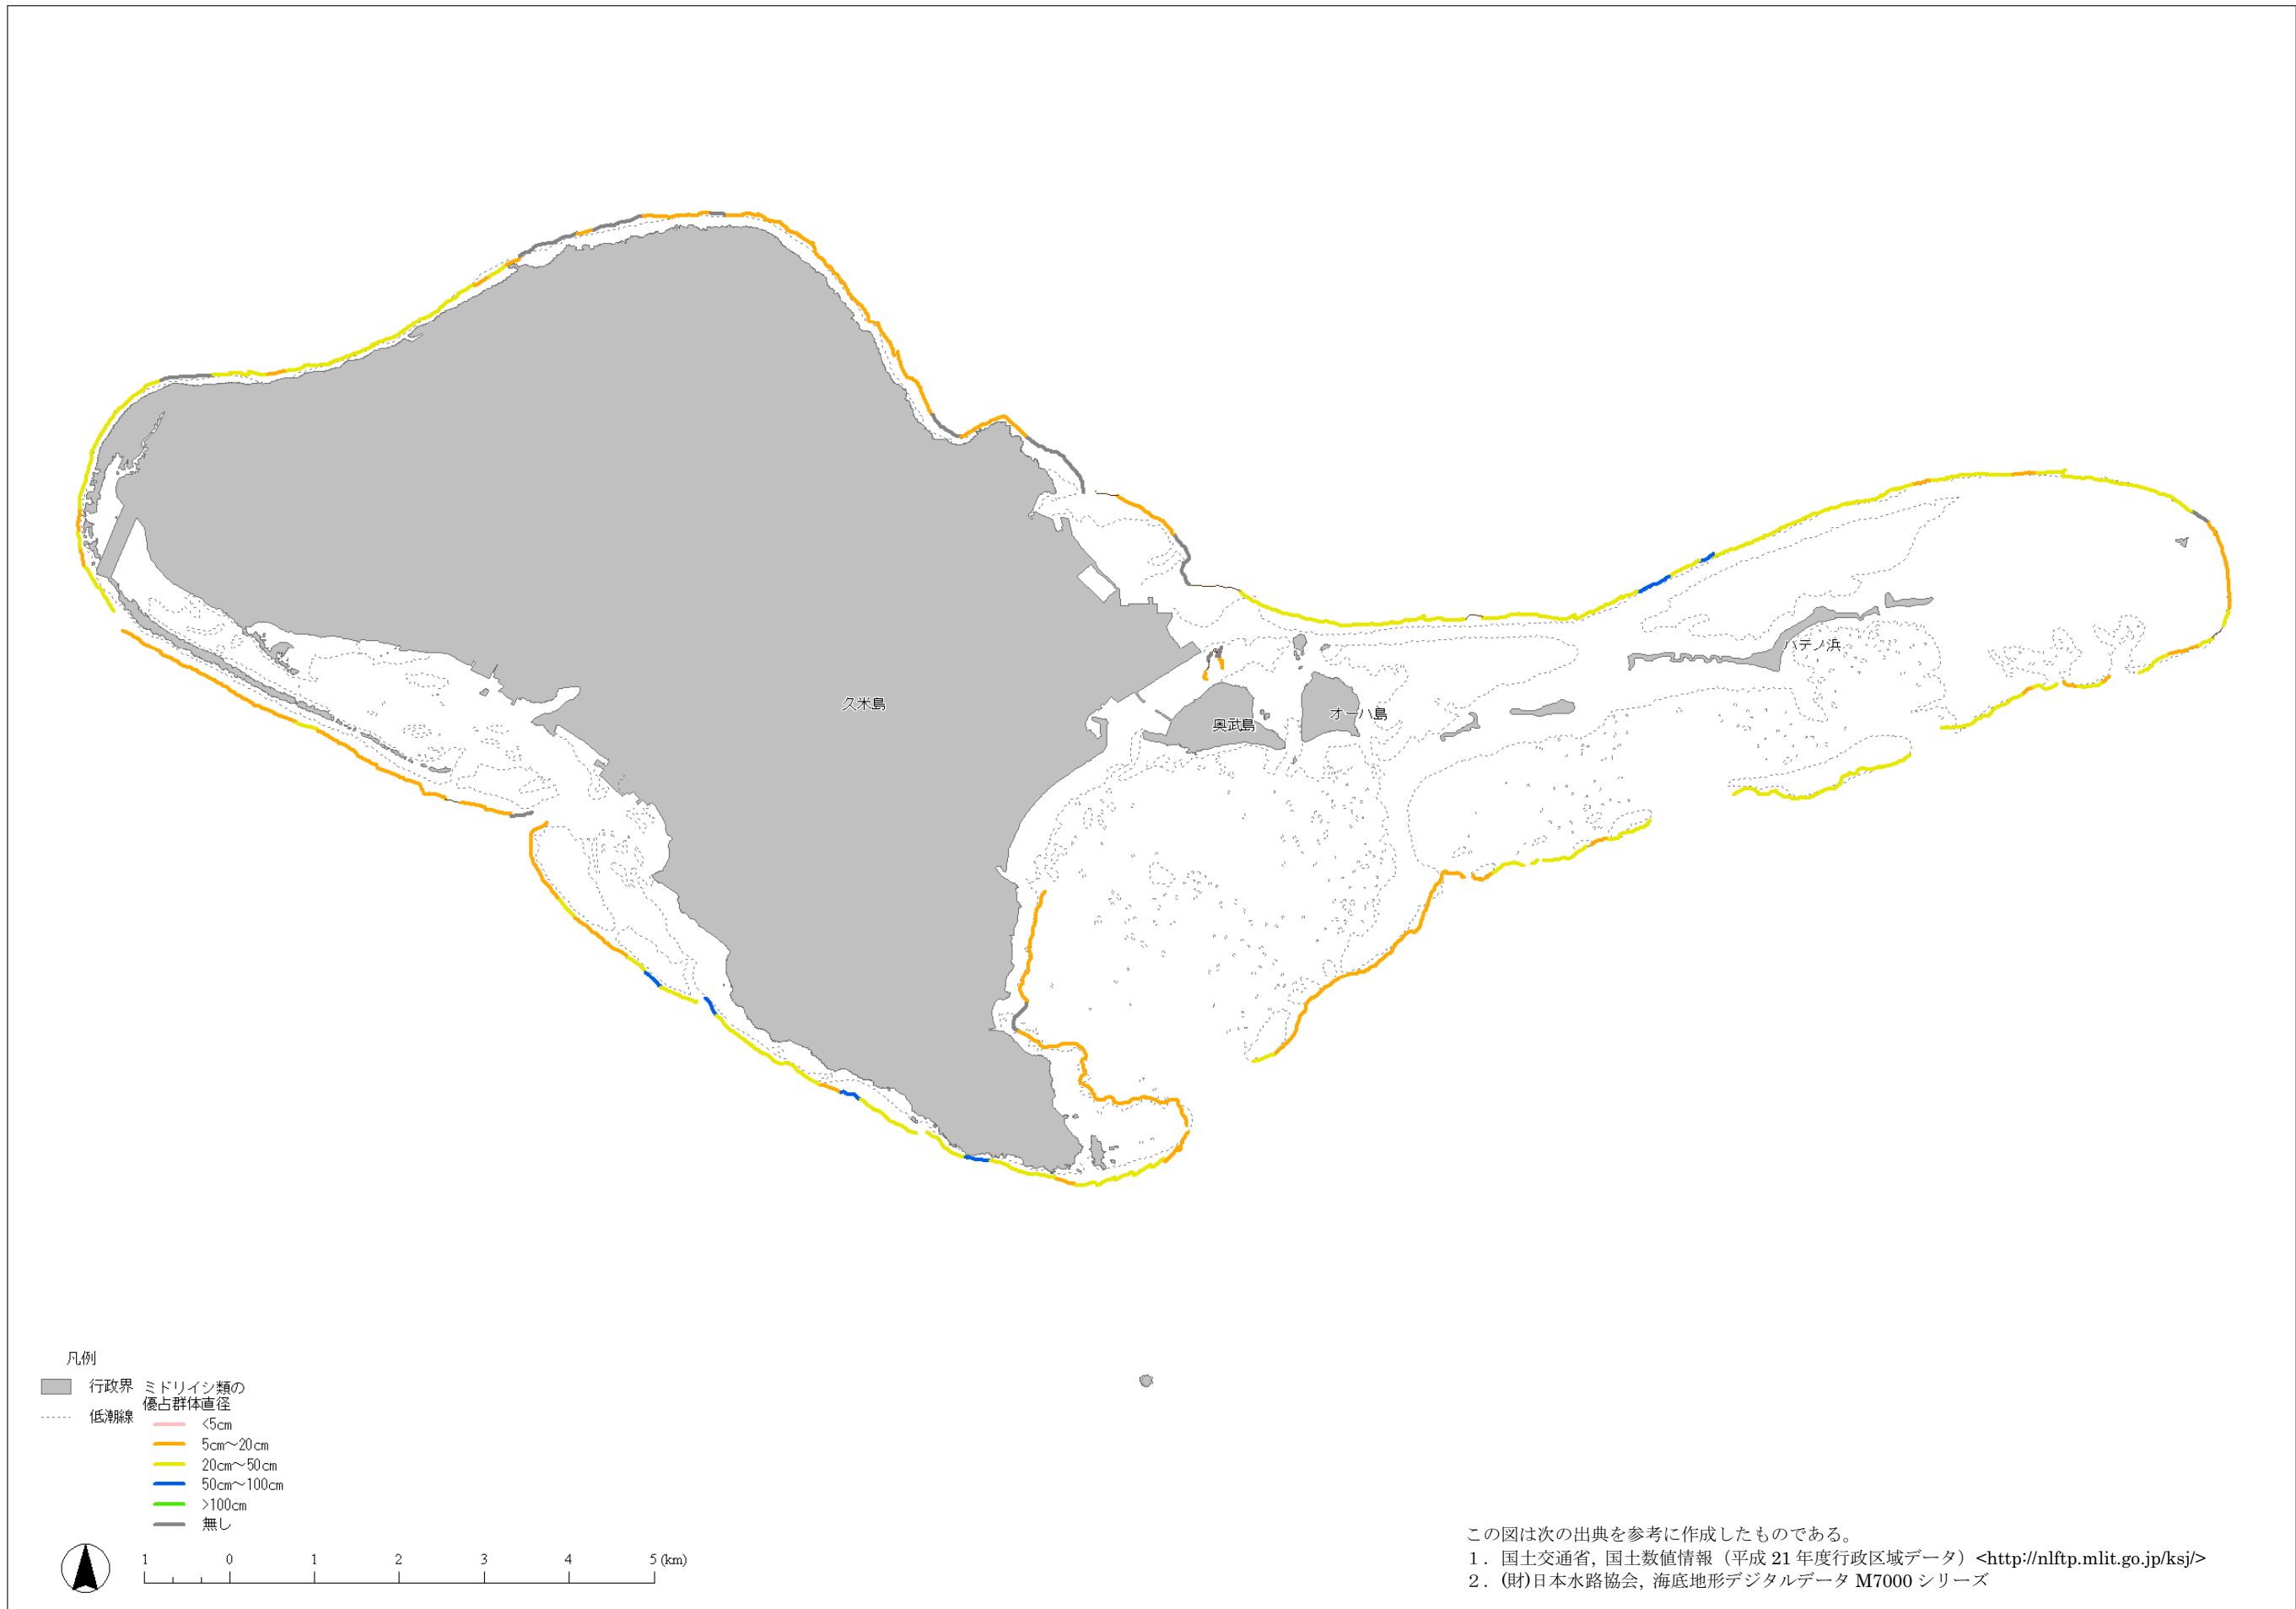 久米島
奥武島
オーハ島
ハテノ浜
凡例
行政界
低潮線
ミドリイシ類の
優占群体直径
<5cm
5cm～20cm
20cm～50cm
50cm～100cm
>100cm
無し
1 0 1 2 3 4 5 (km)
この図は次の出典を参考に作成したものである。
1．国土交通省, 国土数値情報（平成 21 年度行政区域データ）<http://nlftp.mlit.go.jp/ksj/>
2．(財)日本水路協会, 海底地形デジタルデータ M7000 シリーズ